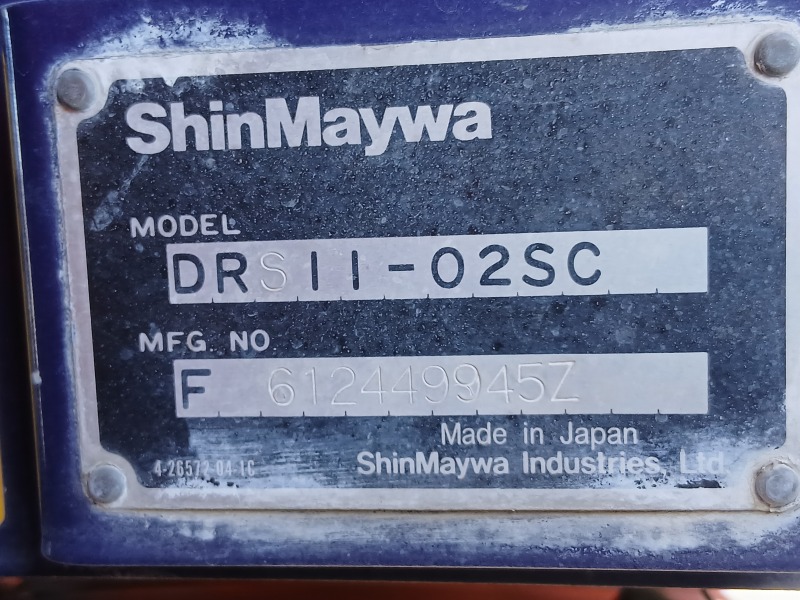 ShinMaywa
MODEL
DRS11-02SC
MFG. NO
F 612449945Z
Made in Japan
4-26572-04-1C
ShinMaywa Industries, Ltd.